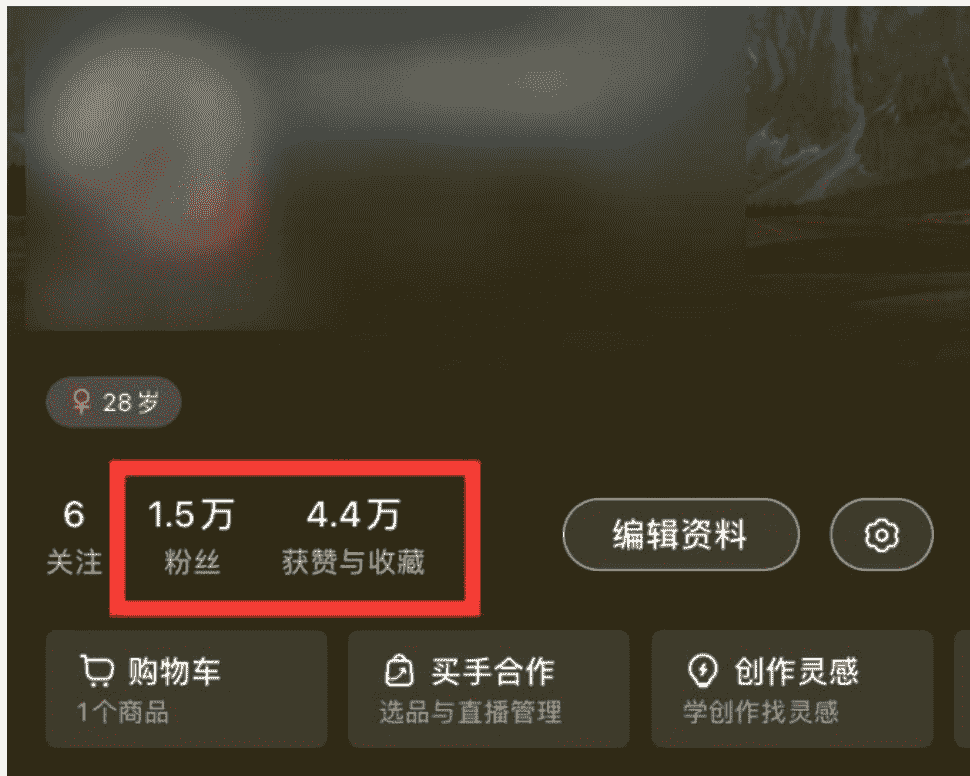 28岁
6 1.5万 4.4万
关注 粉丝 获赞与收藏
编辑资料
购物车 买手合作 创作灵感
1个商品 选品与直播管理 学创作找灵感